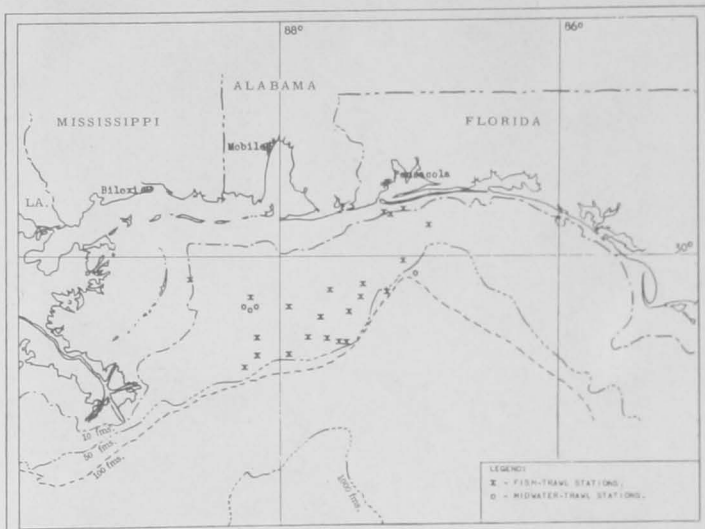 88°
86°
ALABAMA
MISSISSIPPI
FLORIDA
Mobile
Pensacola
Biloxi
LA.
30°
10 fms.
50 fms.
100 fms.
1000 fms.
LEGEND:
x - FISH-TRAWL STATIONS.
o - MIDWATER-TRAWL STATIONS.